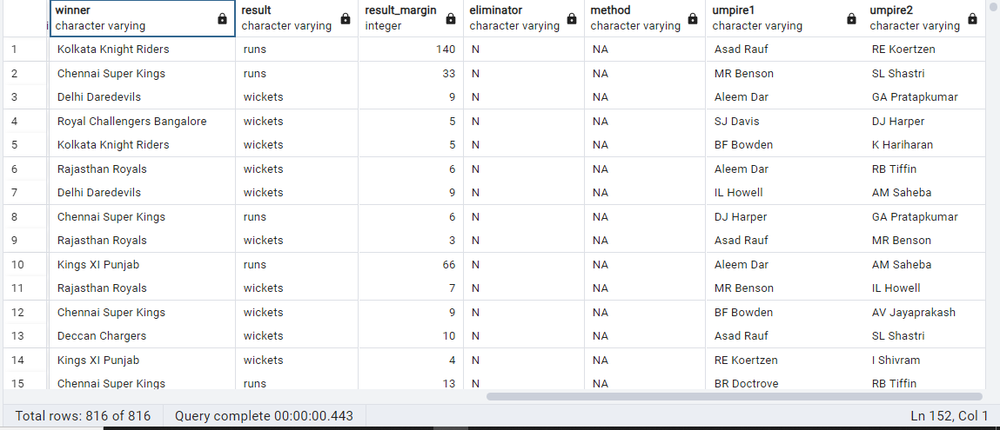 winner result result_margin eliminator method umpire1 umpire2
character varying character varying integer character varying character varying character varying character varying
1 Kolkata Knight Riders runs 140 N NA Asad Rauf RE Koertzen
2 Chennai Super Kings runs 33 N NA MR Benson SL Shastri
3 Delhi Daredevils wickets 9 N NA Aleem Dar GA Pratapkumar
4 Royal Challengers Bangalore wickets 5 N NA SJ Davis DJ Harper
5 Kolkata Knight Riders wickets 5 N NA BF Bowden K Hariharan
6 Rajasthan Royals wickets 6 N NA Aleem Dar RB Tiffin
7 Delhi Daredevils wickets 9 N NA IL Howell AM Saheba
8 Chennai Super Kings runs 6 N NA DJ Harper GA Pratapkumar
9 Rajasthan Royals wickets 3 N NA Asad Rauf MR Benson
10 Kings XI Punjab runs 66 N NA Aleem Dar AM Saheba
11 Rajasthan Royals wickets 7 N NA MR Benson IL Howell
12 Chennai Super Kings wickets 9 N NA BF Bowden AV Jayaprakash
13 Deccan Chargers wickets 10 N NA Asad Rauf SL Shastri
14 Kings XI Punjab wickets 4 N NA RE Koertzen I Shivram
15 Chennai Super Kings runs 13 N NA BR Doctrove RB Tiffin
Total rows: 816 of 816 Query complete 00:00:00.443 Ln 152, Col 1